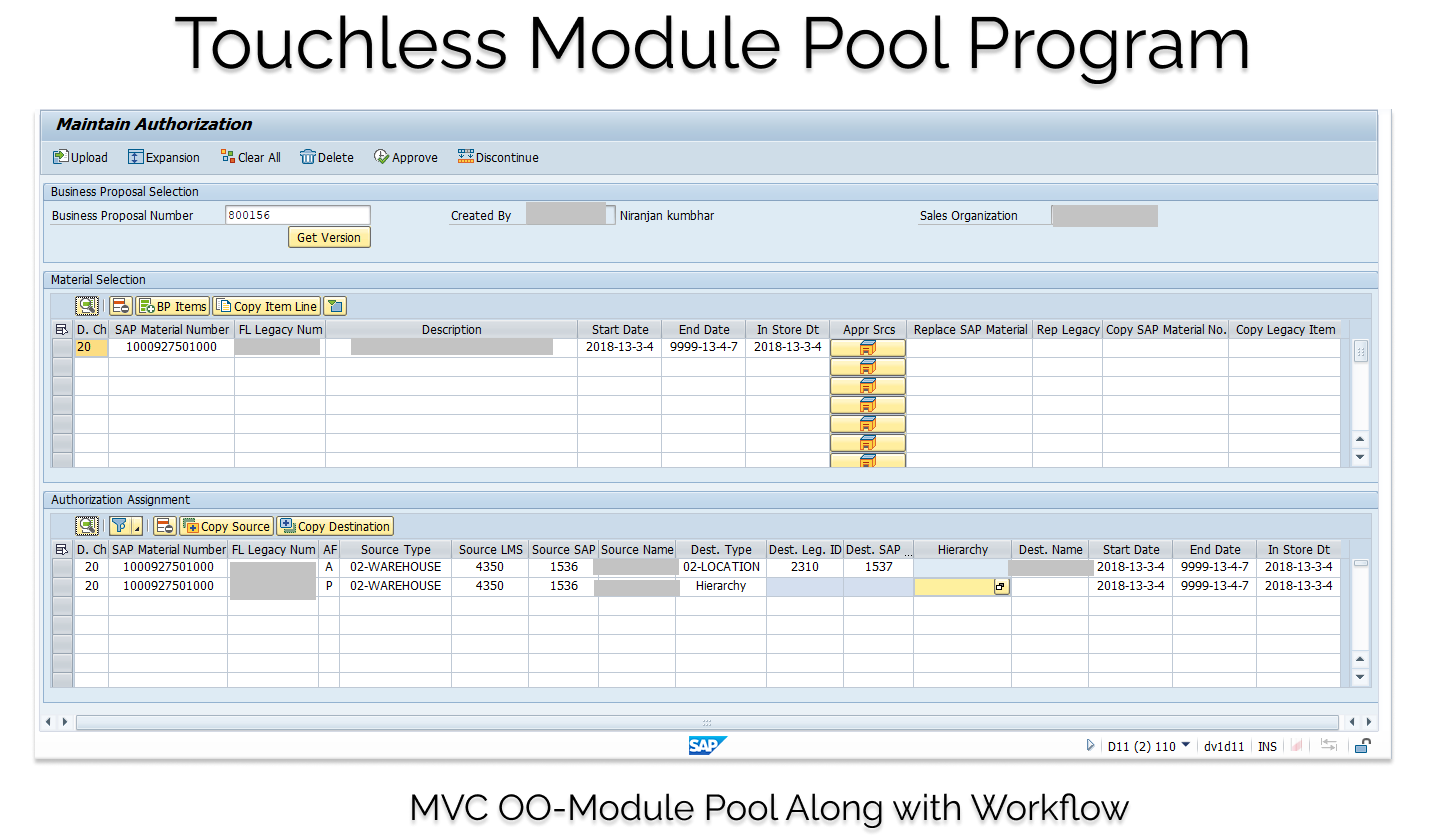 Touchless Module Pool Program
Maintain Authorization
Upload Expansion Clear All Delete Approve Discontinue
Business Proposal Selection
Business Proposal Number 800156 Created By Niranjan kumbhar Sales Organization
Get Version
Material Selection
BP Items Copy Item Line
D. Ch SAP Material Number FL Legacy Num Description Start Date End Date In Store Dt Appr Srcs Replace SAP Material Rep Legacy Copy SAP Material No. Copy Legacy Item
20 1000927501000 2018-13-3-4 9999-13-4-7 2018-13-3-4
Authorization Assignment
Copy Source Copy Destination
D. Ch SAP Material Number FL Legacy Num AF Source Type Source LMS Source SAP Source Name Dest. Type Dest. Leg. ID Dest. SAP ... Hierarchy Dest. Name Start Date End Date In Store Dt
20 1000927501000 A 02-WAREHOUSE 4350 1536 02-LOCATION 2310 1537 2018-13-3-4 9999-13-4-7 2018-13-3-4
20 1000927501000 P 02-WAREHOUSE 4350 1536 Hierarchy 2018-13-3-4 9999-13-4-7 2018-13-3-4
SAP D11 (2) 110 dv1d11 INS
MVC OO-Module Pool Along with Workflow